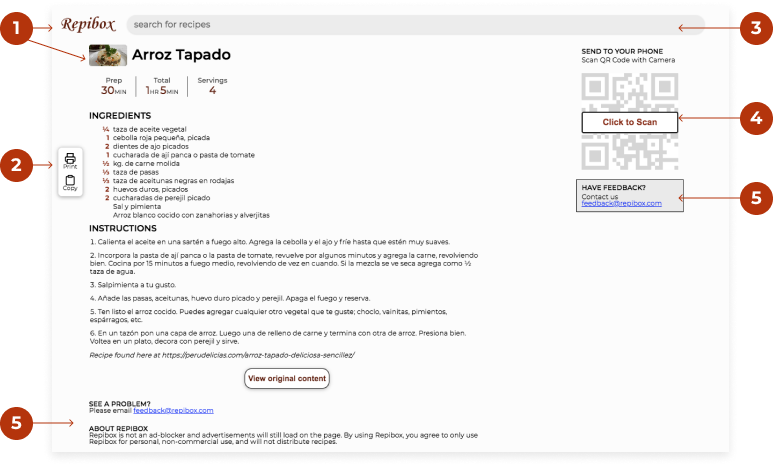 1
Repibox
search for recipes
3
Arroz Tapado
SEND TO YOUR PHONE
Scan QR Code with Camera
Prep
Total
Servings
30MIN
1HR 5MIN
4
INGREDIENTS
¼ taza de aceite vegetal
1 cebolla roja pequeña, picada
2 dientes de ajo picados
1 cucharada de ají panca o pasta de tomate
½ kg. de carne molida
⅓ taza de pasas
⅓ taza de aceitunas negras en rodajas
2 huevos duros, picados
2 cucharadas de perejil picado
Sal y pimienta
Arroz blanco cocido con zanahorias y alverjitas
Click to Scan
4
2
Print
Copy
HAVE FEEDBACK?
Contact us
feedback@repibox.com
5
INSTRUCTIONS
1. Calienta el aceite en una sartén a fuego alto. Agrega la cebolla y el ajo y fríe hasta que estén muy suaves.
2. Incorpora la pasta de ají panca o la pasta de tomate, revuelve por algunos minutos y agrega la carne, revolviendo
bien. Cocina por 15 minutos a fuego medio, revolviendo de vez en cuando. Si la mezcla se ve seca agrega como ½
taza de agua.
3. Salpimienta a tu gusto.
4. Añade las pasas, aceitunas, huevo duro picado y perejil. Apaga el fuego y reserva.
5. Ten listo el arroz cocido. Puedes agregar cualquier otro vegetal que te guste; choclo, vainitas, pimientos,
espárragos, etc.
6. En un tazón pon una capa de arroz. Luego una de relleno de carne y termina con otra de arroz. Presiona bien.
Voltea en un plato, decora con perejil y sirve.
Recipe found here at https://perudelicias.com/arroz-tapado-deliciosa-sencillez/
View original content
SEE A PROBLEM?
Please email feedback@repibox.com
5
ABOUT REPIBOX
Repibox is not an ad-blocker and advertisements will still load on the page. By using Repibox, you agree to only use
Repibox for personal, non-commercial use, and will not distribute recipes.